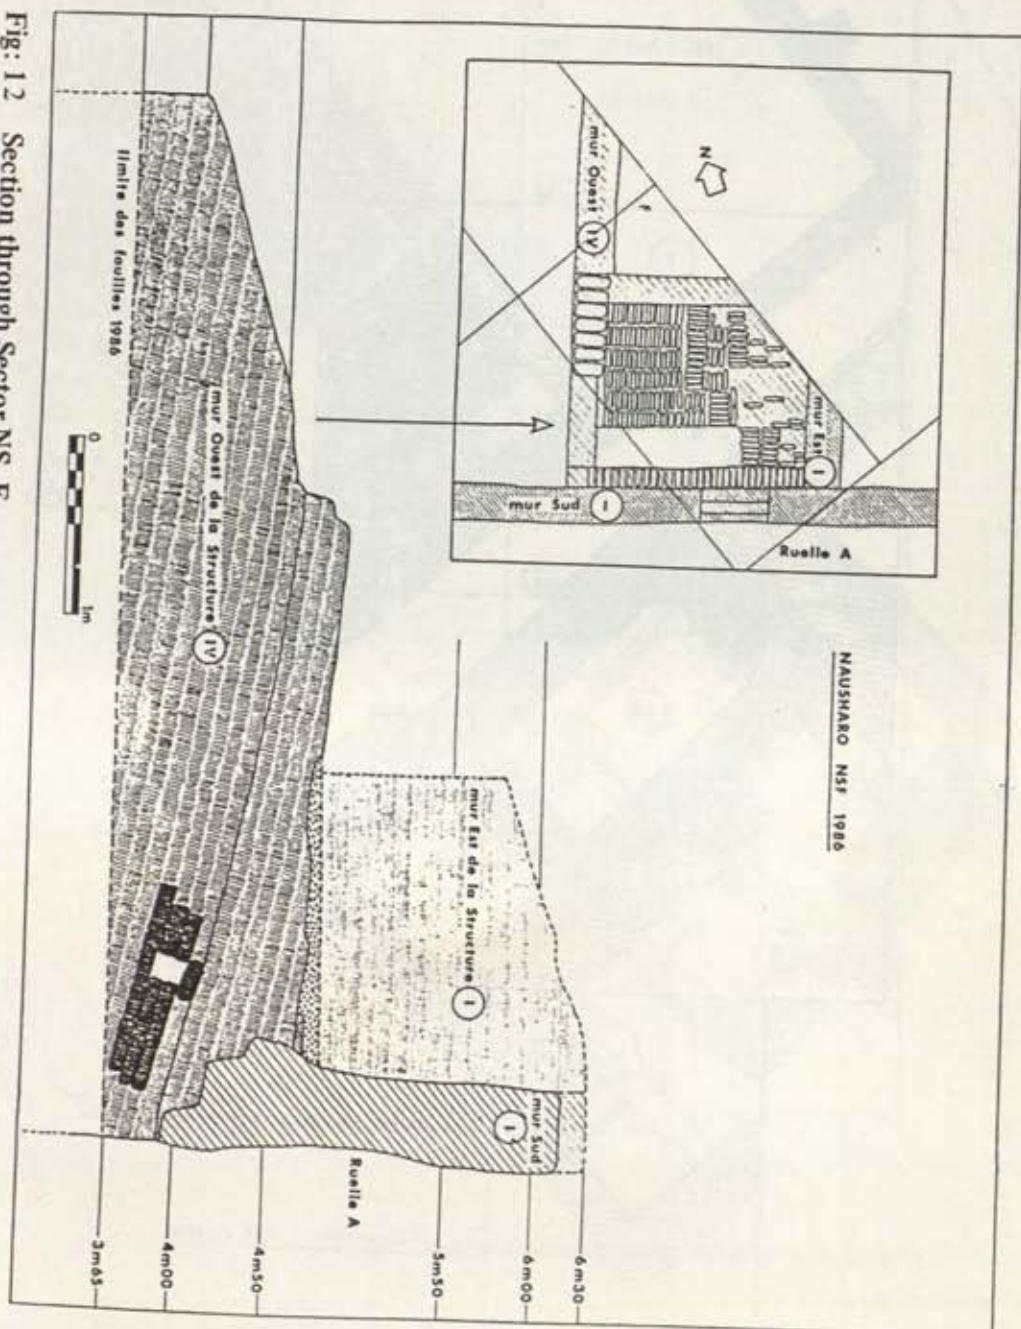 NAUSHARO NSF 1986
N
mur Ouest IV
mur Est I
mur Sud I
Ruelle A
mur Est de la Structure I
mur Ouest de la Structure IV
mur Sud I
Ruelle A
limite des fouilles 1986
0 1m
6m30
6m00
5m50
4m50
4m00
3m65
Fig: 12 Section through Sector NS.F